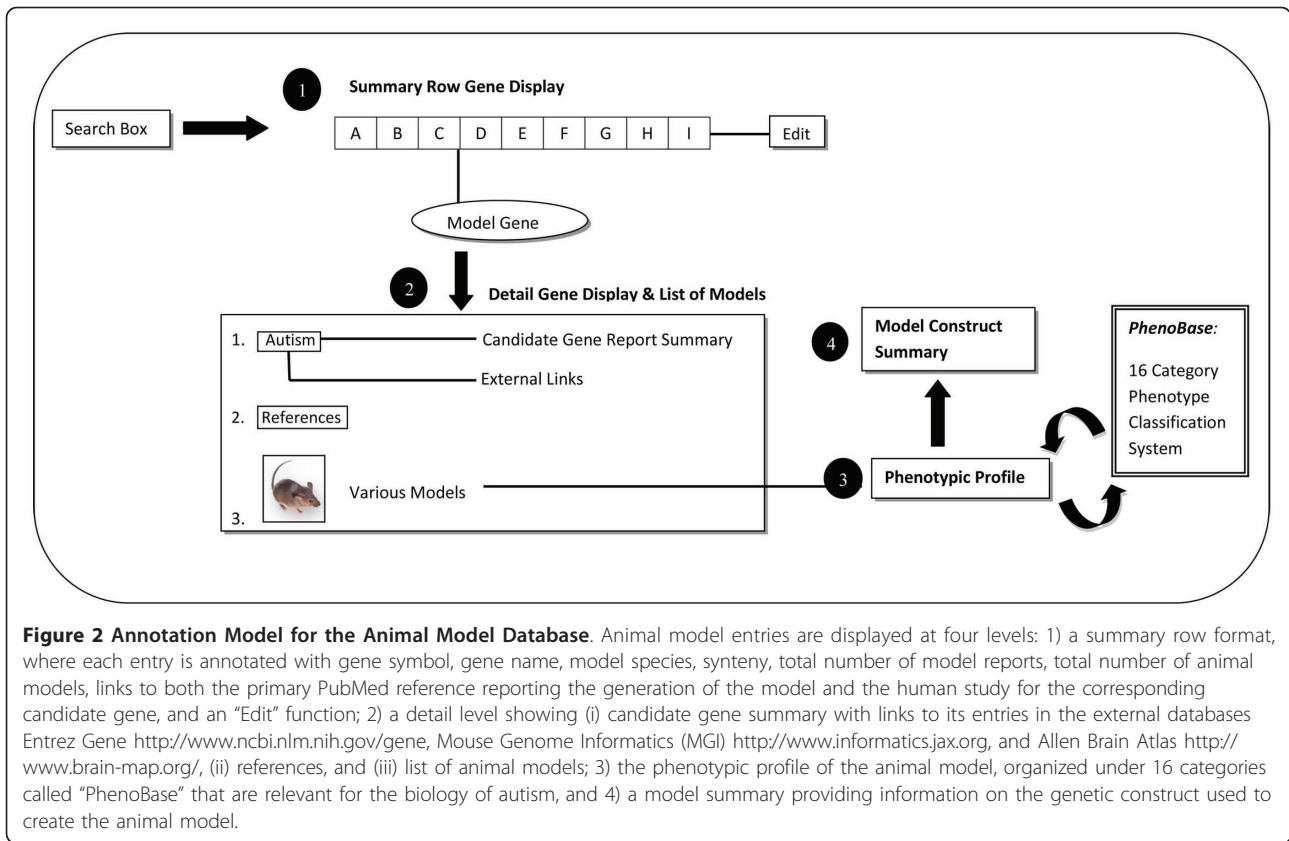 1 Summary Row Gene Display
Search Box
A B C D E F G H I
Edit
Model Gene
2 Detail Gene Display & List of Models
1. Autism Candidate Gene Report Summary
External Links
2. References
3. Various Models
3 Phenotypic Profile
4 Model Construct
Summary
PhenoBase:
16 Category
Phenotype
Classification
System
Figure 2 Annotation Model for the Animal Model Database. Animal model entries are displayed at four levels: 1) a summary row format,
where each entry is annotated with gene symbol, gene name, model species, synteny, total number of model reports, total number of animal
models, links to both the primary PubMed reference reporting the generation of the model and the human study for the corresponding
candidate gene, and an “Edit” function; 2) a detail level showing (i) candidate gene summary with links to its entries in the external databases
Entrez Gene http://www.ncbi.nlm.nih.gov/gene, Mouse Genome Informatics (MGI) http://www.informatics.jax.org, and Allen Brain Atlas http://
www.brain-map.org/, (ii) references, and (iii) list of animal models; 3) the phenotypic profile of the animal model, organized under 16 categories
called “PhenoBase” that are relevant for the biology of autism, and 4) a model summary providing information on the genetic construct used to
create the animal model.